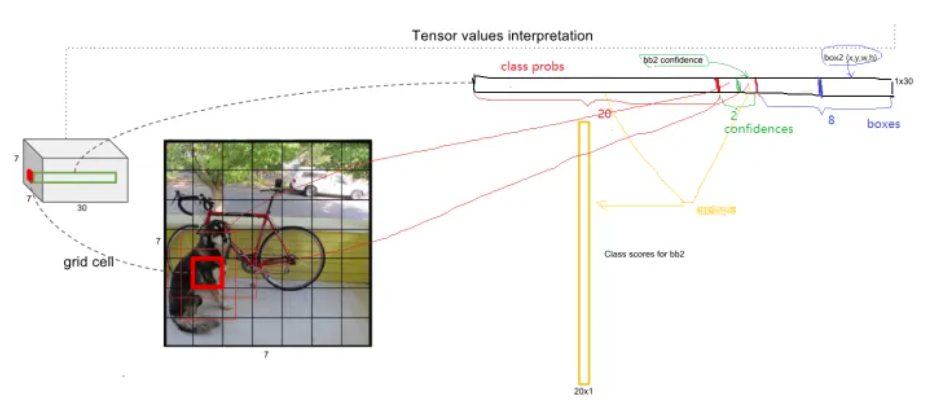 Tensor values interpretation
class probs
bb2 confidence
box2 {x,y,w,h}
1x30
20
2
confidences
8
boxes
7
7
30
7
grid cell
7
Class scores for bb2
20x1